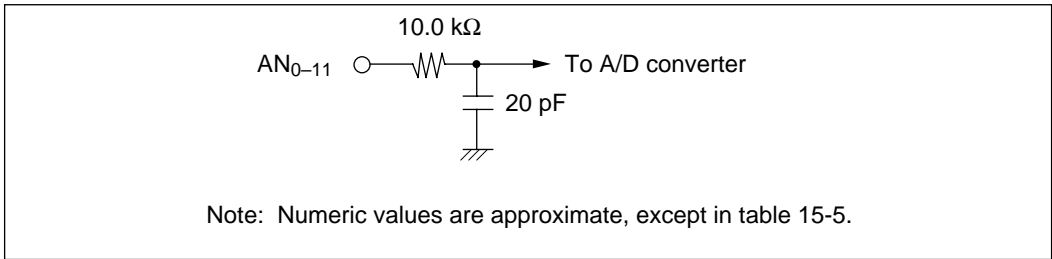 10.0 kΩ
AN0–11 To A/D converter
20 pF
Note: Numeric values are approximate, except in table 15-5.